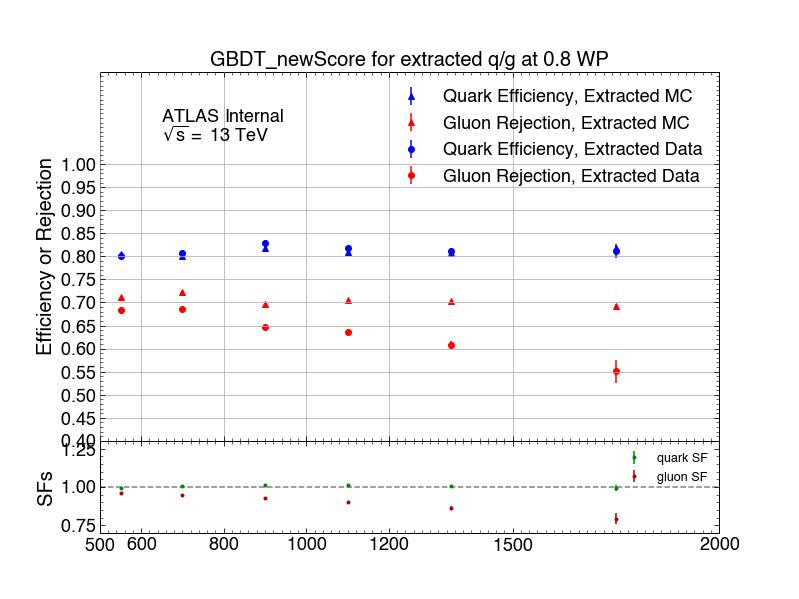 GBDT_newScore for extracted q/g at 0.8 WP
ATLAS Internal
√s = 13 TeV
Quark Efficiency, Extracted MC
Gluon Rejection, Extracted MC
Quark Efficiency, Extracted Data
Gluon Rejection, Extracted Data
Efficiency or Rejection
1.00
0.95
0.90
0.85
0.80
0.75
0.70
0.65
0.60
0.55
0.50
0.45
0.40
SFs
1.25
1.00
0.75
quark SF
gluon SF
500 600 800 1000 1200 1500 2000